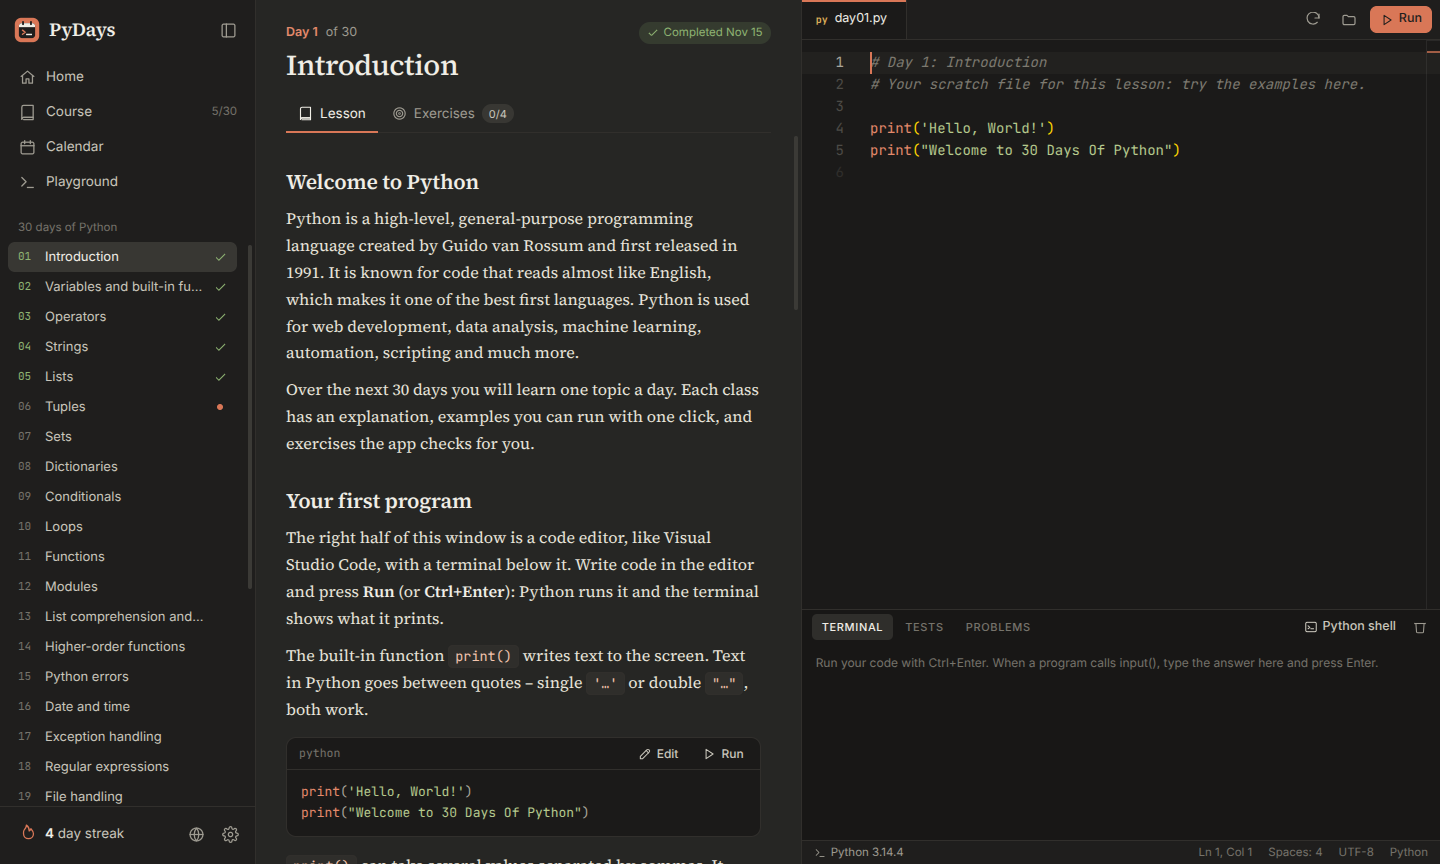 PyDays
Home
Course 5/30
Calendar
Playground
30 days of Python
01 Introduction
02 Variables and built-in fu...
03 Operators
04 Strings
05 Lists
06 Tuples
07 Sets
08 Dictionaries
09 Conditionals
10 Loops
11 Functions
12 Modules
13 List comprehension and...
14 Higher-order functions
15 Python errors
16 Date and time
17 Exception handling
18 Regular expressions
19 File handling
4 day streak
Day 1 of 30
Completed Nov 15
Introduction
Lesson
Exercises 0/4
Welcome to Python
Python is a high-level, general-purpose programming
language created by Guido van Rossum and first released in
1991. It is known for code that reads almost like English,
which makes it one of the best first languages. Python is used
for web development, data analysis, machine learning,
automation, scripting and much more.
Over the next 30 days you will learn one topic a day. Each class
has an explanation, examples you can run with one click, and
exercises the app checks for you.
Your first program
The right half of this window is a code editor, like Visual
Studio Code, with a terminal below it. Write code in the editor
and press Run (or Ctrl+Enter): Python runs it and the terminal
shows what it prints.
The built-in function print() writes text to the screen. Text
in Python goes between quotes – single '…' or double "…",
both work.
python Edit Run
print('Hello, World!')
print("Welcome to 30 Days Of Python")
print() can take several values separated by commas. It
py day01.py
Run
1 # Day 1: Introduction
2 # Your scratch file for this lesson: try the examples here.
3
4 print('Hello, World!')
5 print("Welcome to 30 Days Of Python")
6
TERMINAL TESTS PROBLEMS
Python shell
Run your code with Ctrl+Enter. When a program calls input(), type the answer here and press Enter.
Python 3.14.4
Ln 1, Col 1 Spaces: 4 UTF-8 Python